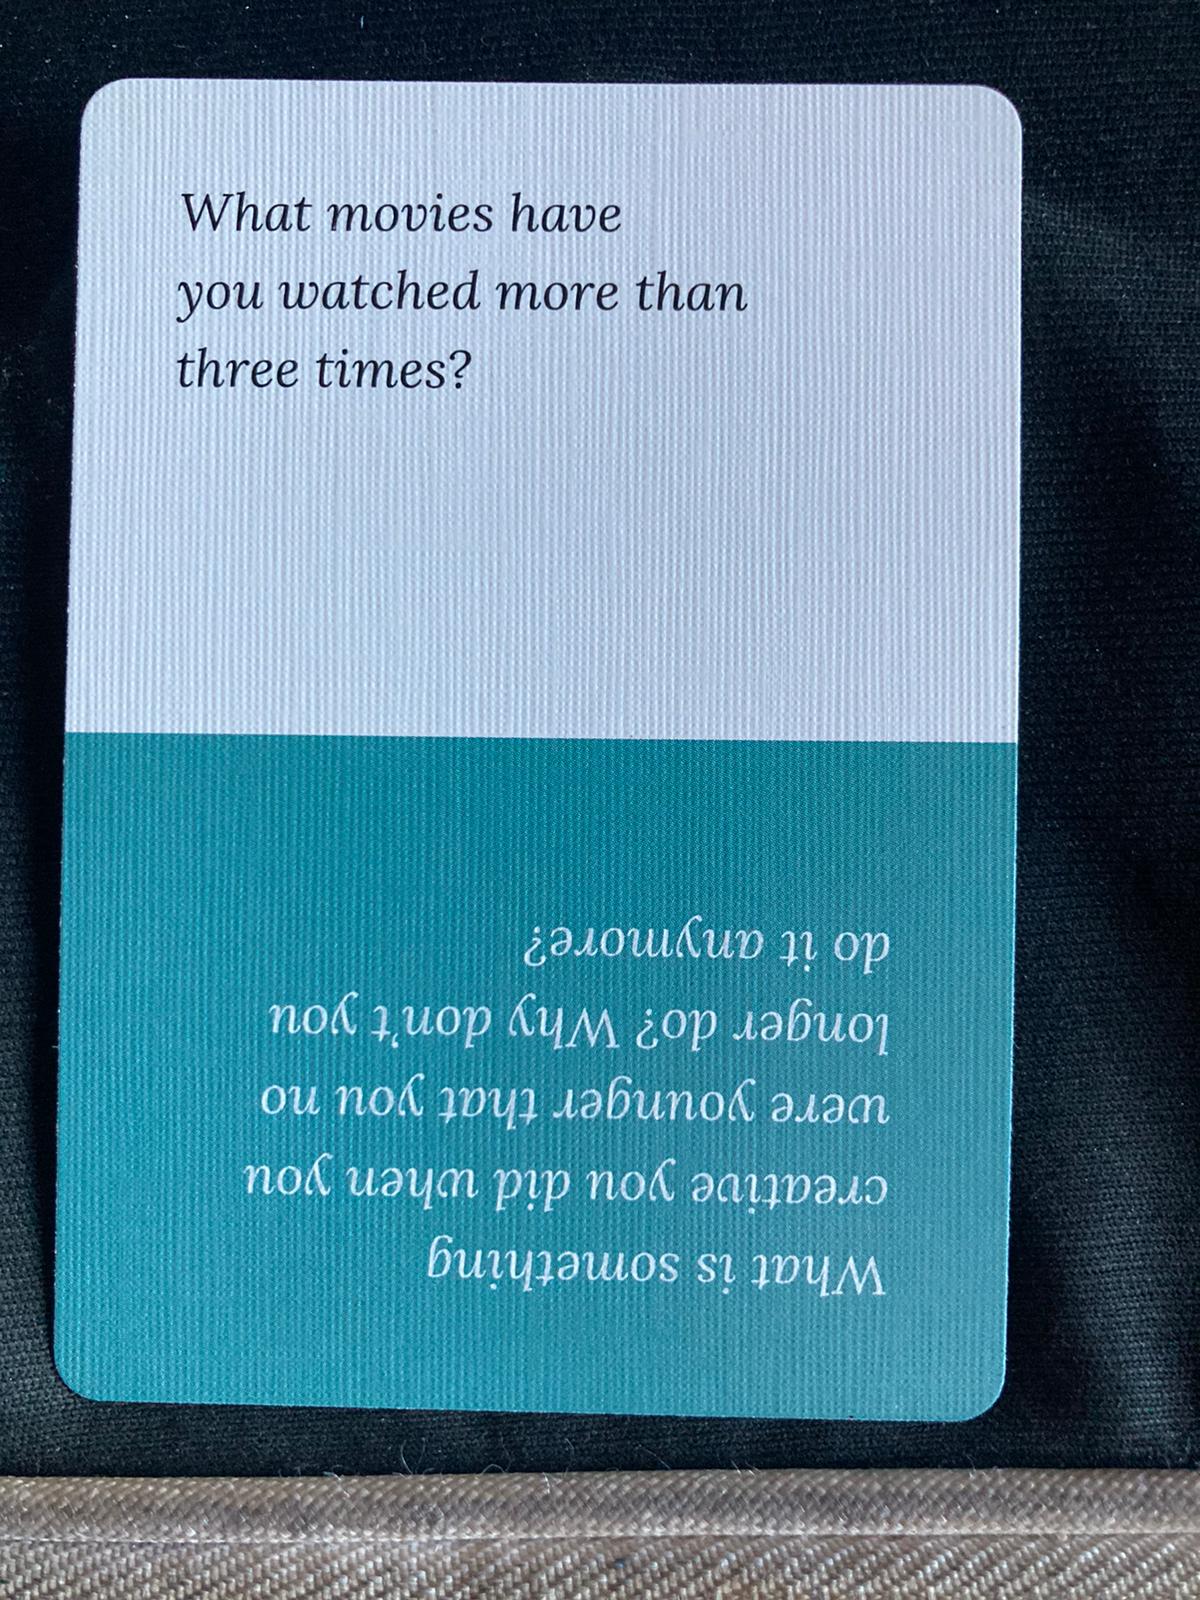 What movies have
you watched more than
three times?
What is something
creative you did when you
were younger that you no
longer do? Why don't you
do it anymore?